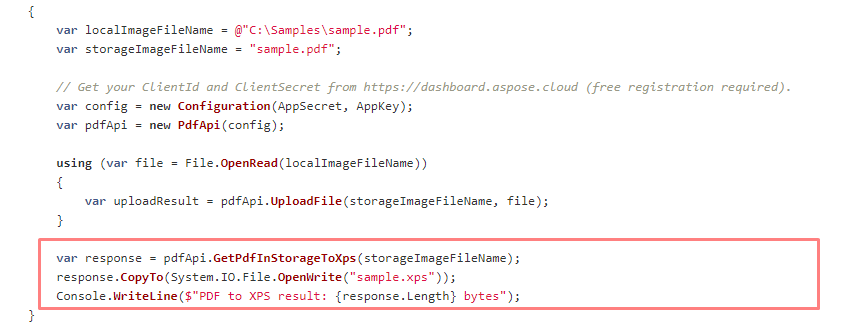 {
var localImageFileName = @"C:\Samples\sample.pdf";
var storageImageFileName = "sample.pdf";
// Get your ClientId and ClientSecret from https://dashboard.aspose.cloud (free registration required).
var config = new Configuration(AppSecret, AppKey);
var pdfApi = new PdfApi(config);
using (var file = File.OpenRead(localImageFileName))
{
var uploadResult = pdfApi.UploadFile(storageImageFileName, file);
}
var response = pdfApi.GetPdfInStorageToXps(storageImageFileName);
response.CopyTo(System.IO.File.OpenWrite("sample.xps"));
Console.WriteLine($"PDF to XPS result: {response.Length} bytes");
}